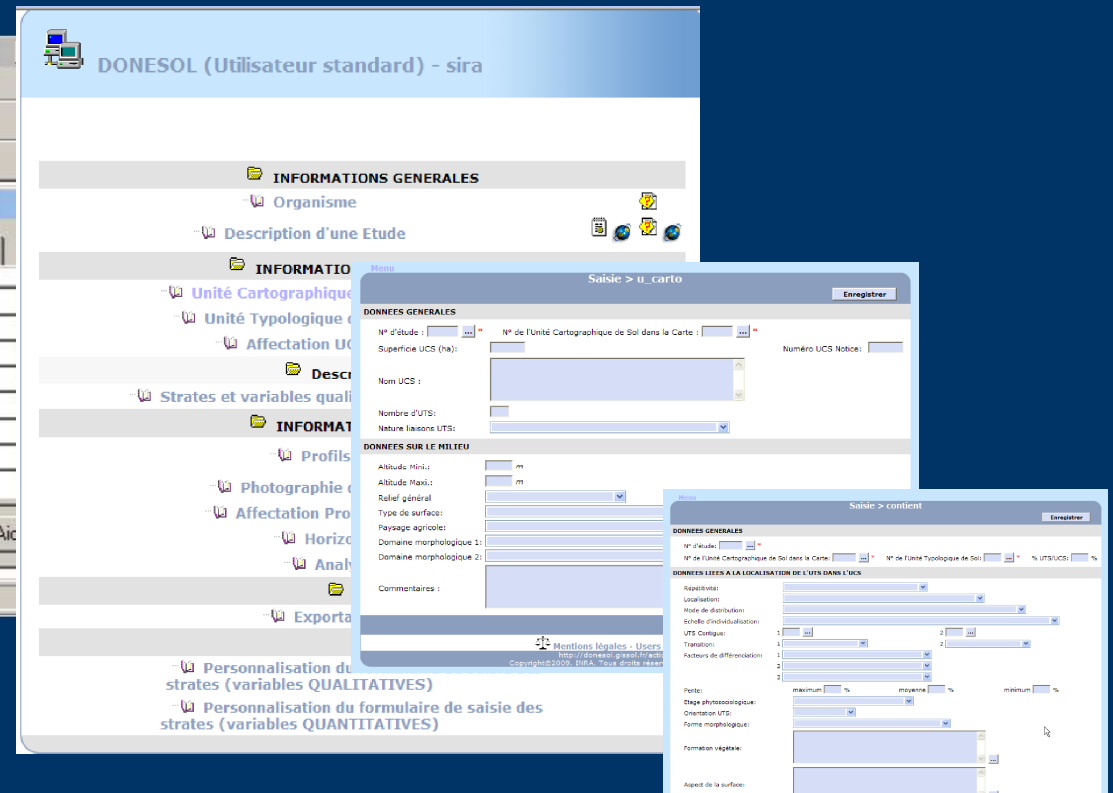 DONESOL (Utilisateur standard) - sira
INFORMATIONS GENERALES
Organisme
Description d'une Etude
INFORMATIO
Unité Cartographique
Unité Typologique d
Affectation UC
Descr
Strates et variables quali
INFORMAT
Profils
Photographie d
Affectation Pro
Horizo
Analy
Exporta
Personnalisation du
strates (variables QUALITATIVES)
Personnalisation du formulaire de saisie des
strates (variables QUANTITATIVES)
Menu
Saisie > u_carto
Enregistrer
DONNEES GENERALES
N° d'étude : ... * N° de l'Unité Cartographique de Sol dans la Carte : ... *
Superficie UCS (ha): Numéro UCS Notice:
Nom UCS :
Nombre d'UTS:
Nature liaisons UTS:
DONNEES SUR LE MILIEU
Altitude Mini.: m
Altitude Maxi.: m
Relief général
Type de surface:
Paysage agricole:
Domaine morphologique 1:
Domaine morphologique 2:
Commentaires :
Mentions légales - Users
http://donesol.gissol.fr/acti
Copyright©2009. INRA. Tous droits réser
Menu
Saisie > contient
Enregistrer
DONNEES GENERALES
N° d'étude: ... *
N° de l'Unité Cartographique de Sol dans la Carte: ... * N° de l'Unité Typologique de Sol: ... * % UTS/UCS: %
DONNEES LIEES A LA LOCALISATION DE L'UTS DANS L'UCS
Répétitivité:
Localisation:
Mode de distribution:
Echelle d'individualisation:
UTS Contigue: 1 ... 2 ...
Transition: 1 2
Facteurs de différenciation: 1
2
3
Pente: maximum % moyenne % minimum %
Etage phytosociologique:
Orientation UTS:
Forme morphologique:
Formation végétale:
...
Aspect de la surface:
Aic